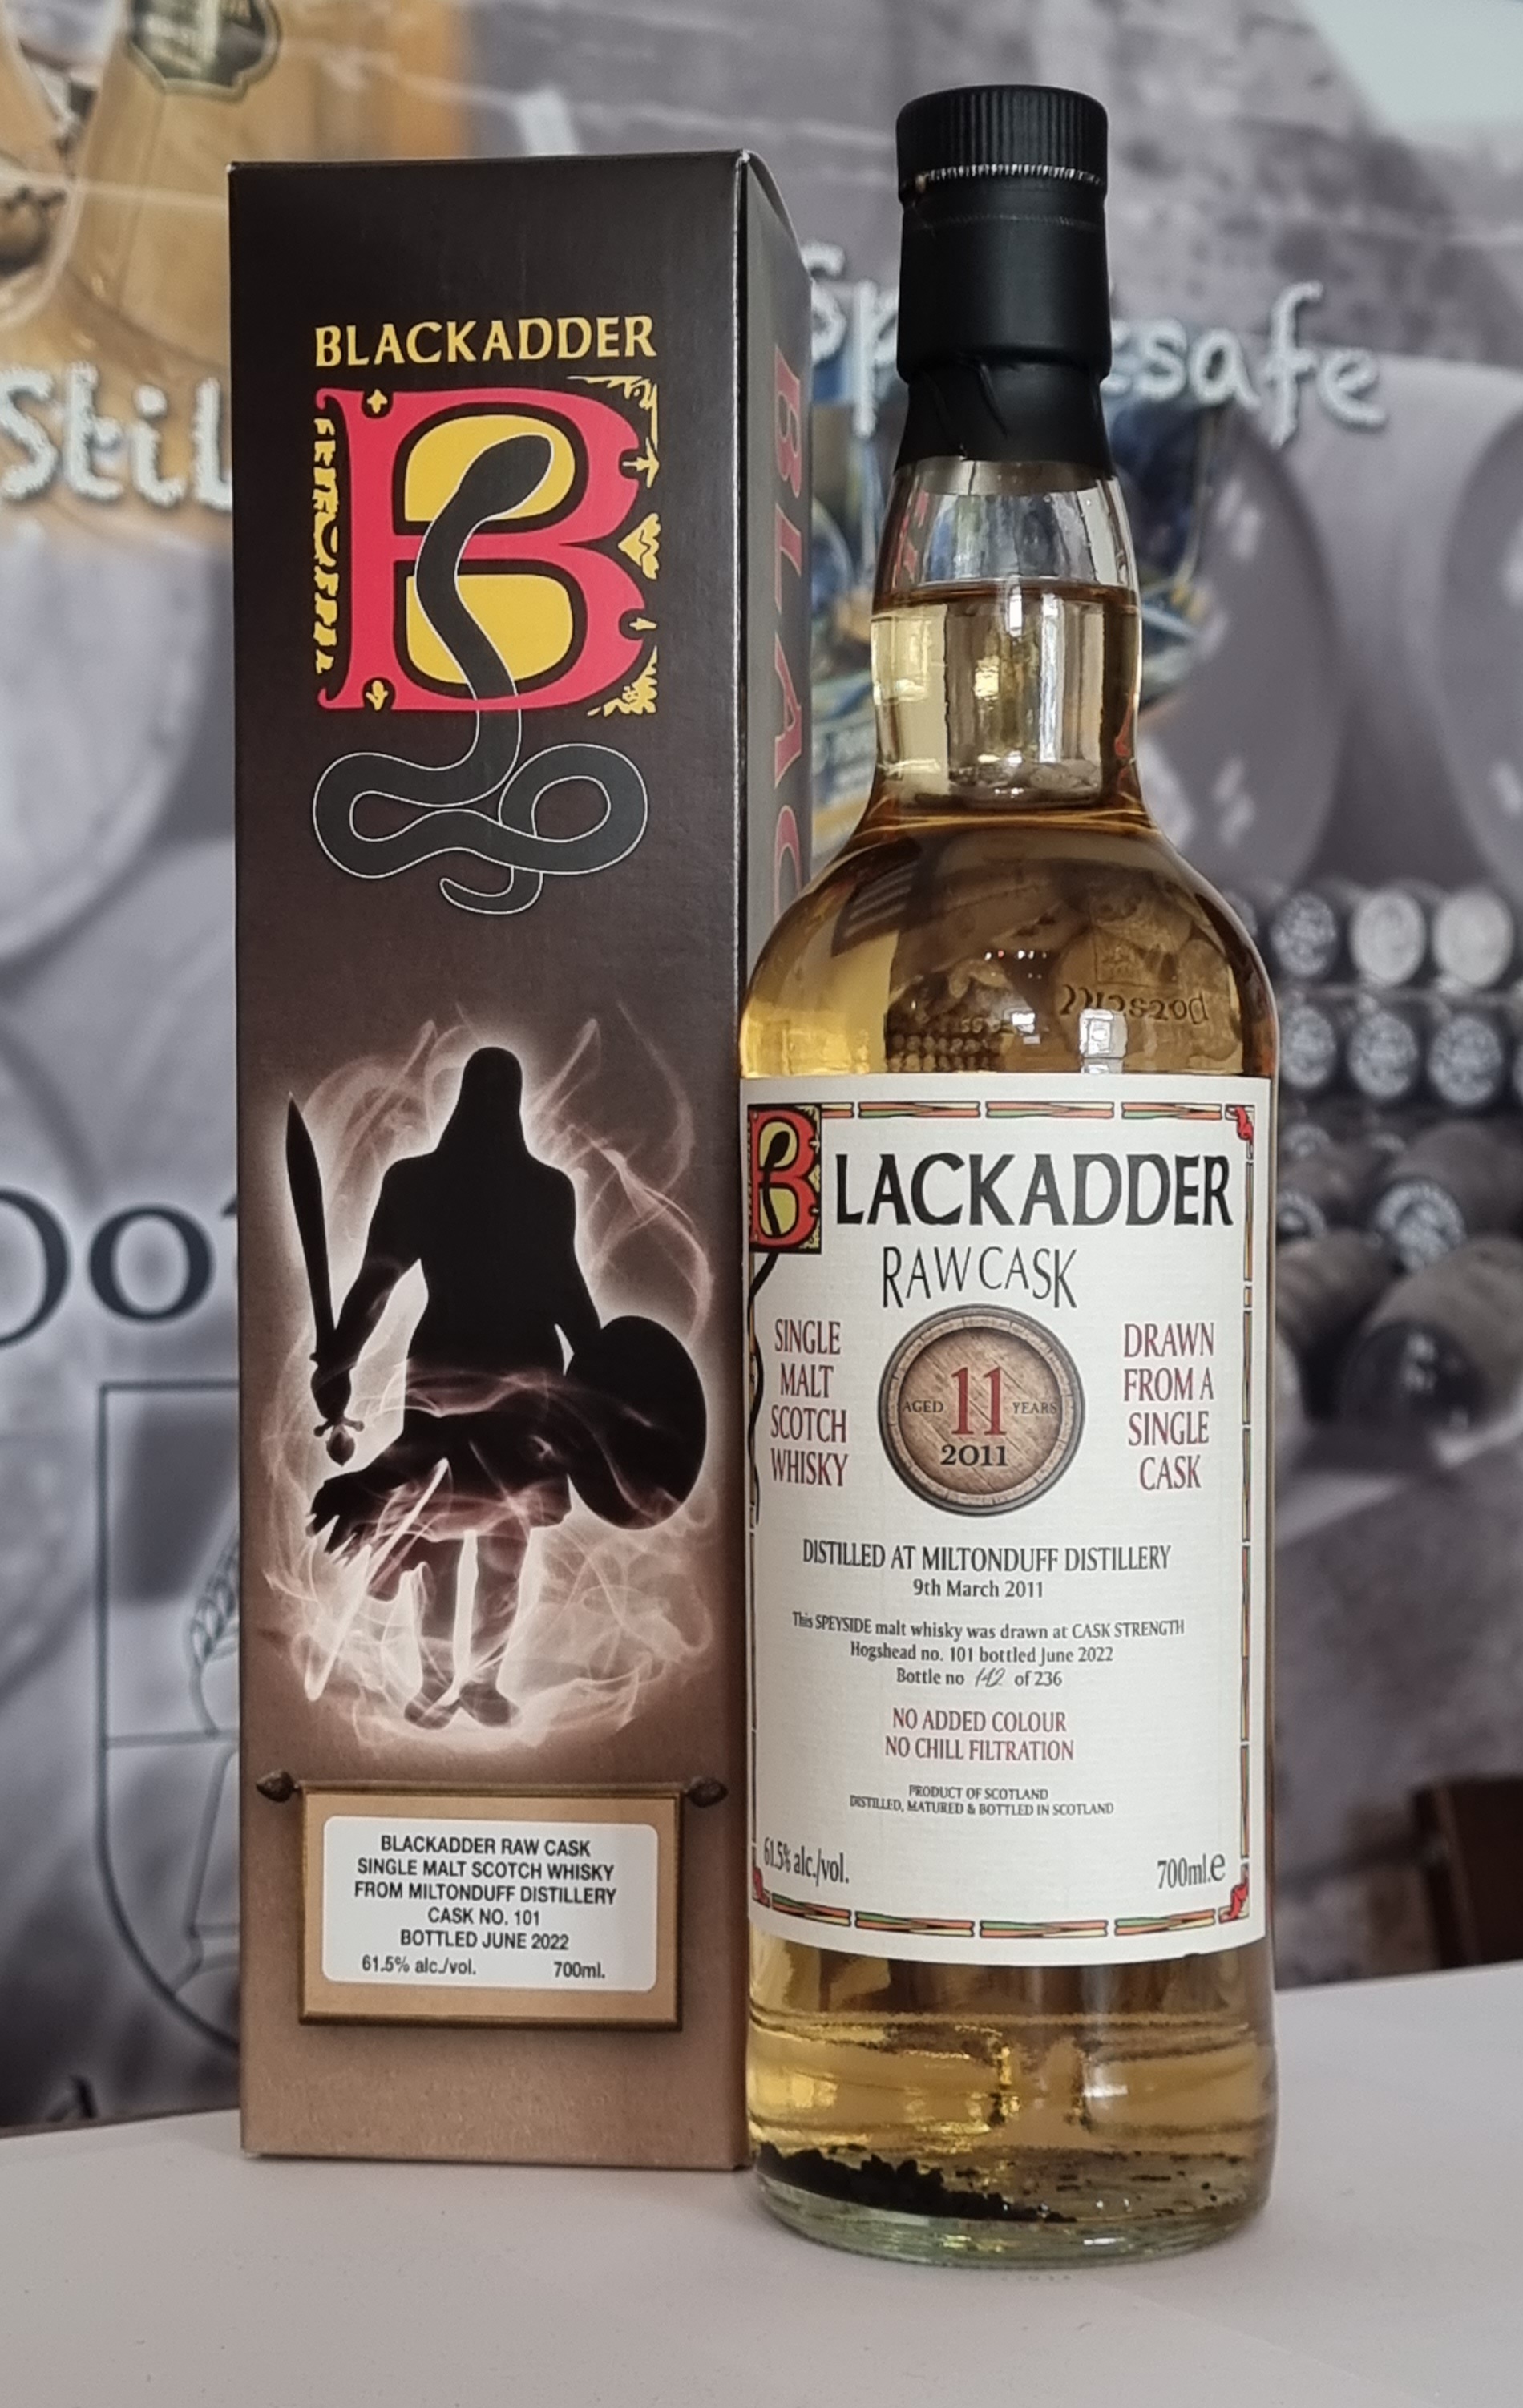 BLACKADDER
B
BLACKADDER RAW CASK
SINGLE MALT SCOTCH WHISKY
FROM MILTONDUFF DISTILLERY
CASK NO. 101
BOTTLED JUNE 2022
61.5% alc./vol. 700ml.
BLACKADDER
RAW CASK
SINGLE
MALT
SCOTCH
WHISKY
AGED 11 YEARS
2011
DRAWN
FROM A
SINGLE
CASK
DISTILLED AT MILTONDUFF DISTILLERY
9th March 2011
This SPEYSIDE malt whisky was drawn at CASK STRENGTH
Hogshead no. 101 bottled June 2022
Bottle no 142 of 236
NO ADDED COLOUR
NO CHILL FILTRATION
PRODUCT OF SCOTLAND
DISTILLED, MATURED & BOTTLED IN SCOTLAND
61.5% alc./vol. 700ml.e